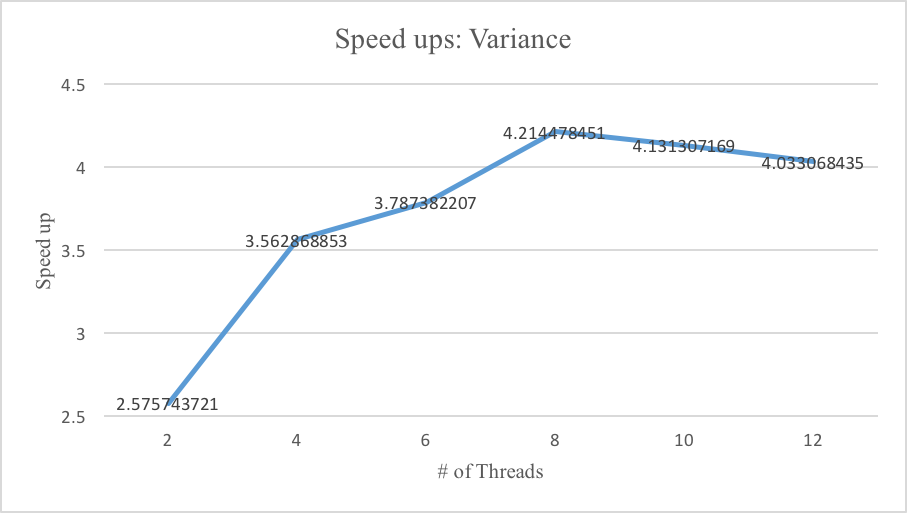 Speed ups: Variance
4.5
4
3.5
3
2.5
Speed up
2.575743721
3.562868853
3.787382207
4.214478451
4.131307169
4.033068435
2 4 6 8 10 12
# of Threads